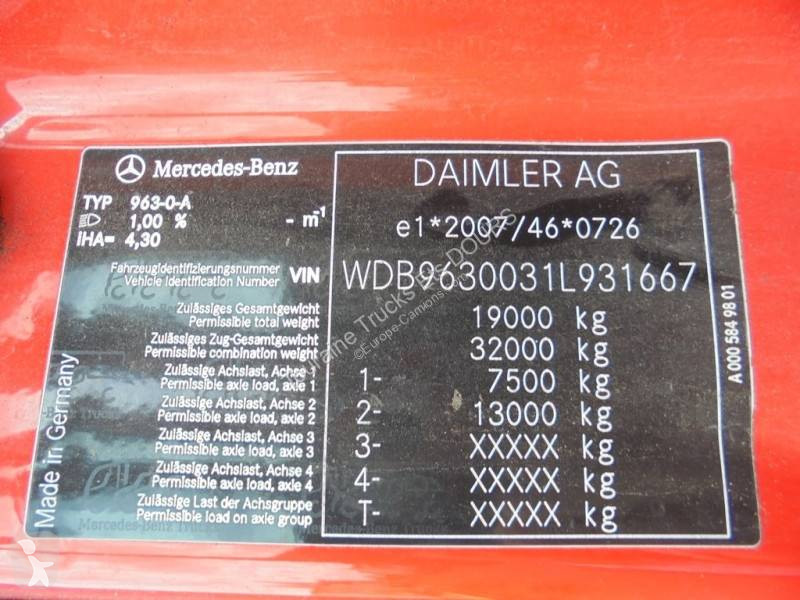 Mercedes-Benz
TYP 963-0-A
1,00 % - m⁻¹
IHA= 4,30
Fahrzeugidentifizierungsnummer
Vehicle Identification Number VIN
Zulässiges Gesamtgewicht
Permissible total weight
Zulässiges Zug-Gesamtgewicht
Permissible combination weight
Zulässige Achslast, Achse 1
Permissible axle load, axle 1
Zulässige Achslast, Achse 2
Permissible axle load, axle 2
Zulässige Achslast, Achse 3
Permissible axle load, axle 3
Zulässige Achslast, Achse 4
Permissible axle load, axle 4
Zulässige Last der Achsgruppe
Permissible load on axle group
Made in Germany
DAIMLER AG
e1*2007/46*0726
WDB9630031L931667
19000 kg
32000 kg
1- 7500 kg
2- 13000 kg
3- XXXXX kg
4- XXXXX kg
T- XXXXX kg
A 000 584 98 01
Mercedes-Benz Trucks